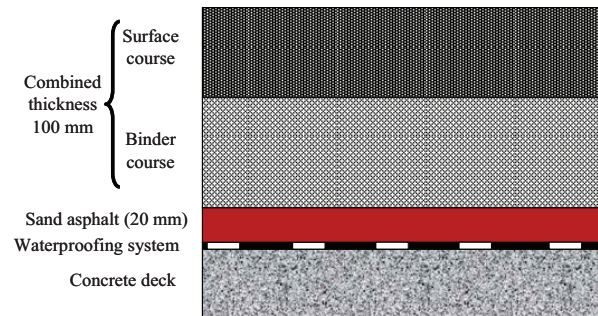 Surface
course
Combined
thickness
100 mm
Binder
course
Sand asphalt (20 mm)
Waterproofing system
Concrete deck